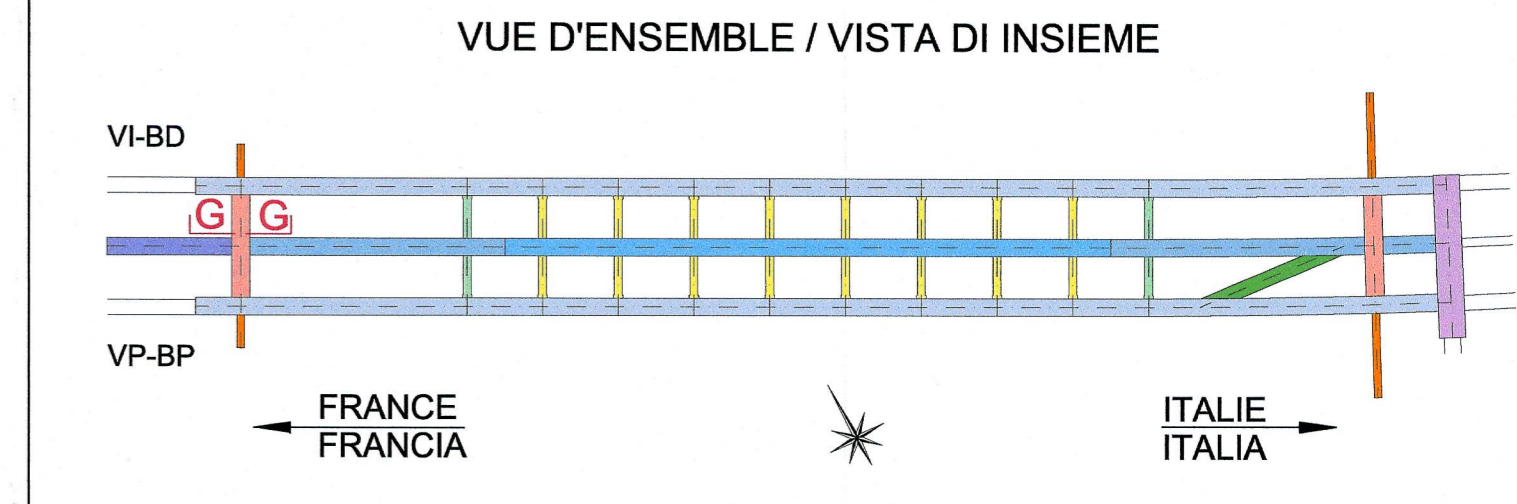 VUE D'ENSEMBLE / VISTA DI INSIEME
VI-BD
G G
VP-BP
FRANCE
FRANCIA
ITALIE
ITALIA